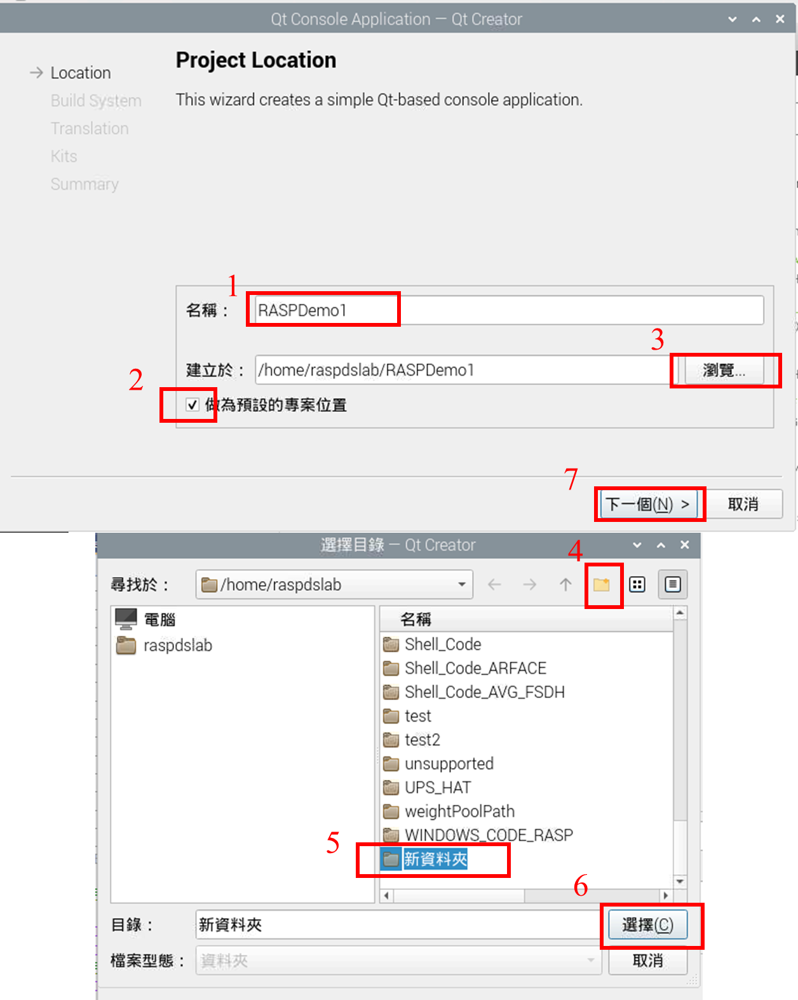 Qt Console Application — Qt Creator
Project Location
Location
Build System
Translation
Kits
Summary
This wizard creates a simple Qt-based console application.
1
名稱：
RASPDemo1
3
建立於：
/home/raspdslab/RASPDemo1
瀏覽...
2
做為預設的專案位置
7
下一個(N) >
取消
選擇目錄 — Qt Creator
4
尋找於：
/home/raspdslab
電腦
raspdslab
名稱
Shell_Code
Shell_Code_ARFACE
Shell_Code_AVG_FSDH
test
test2
unsupported
UPS_HAT
weightPoolPath
WINDOWS_CODE_RASP
5
新資料夾
6
目錄：
新資料夾
選擇(C)
檔案型態：
資料夾
取消